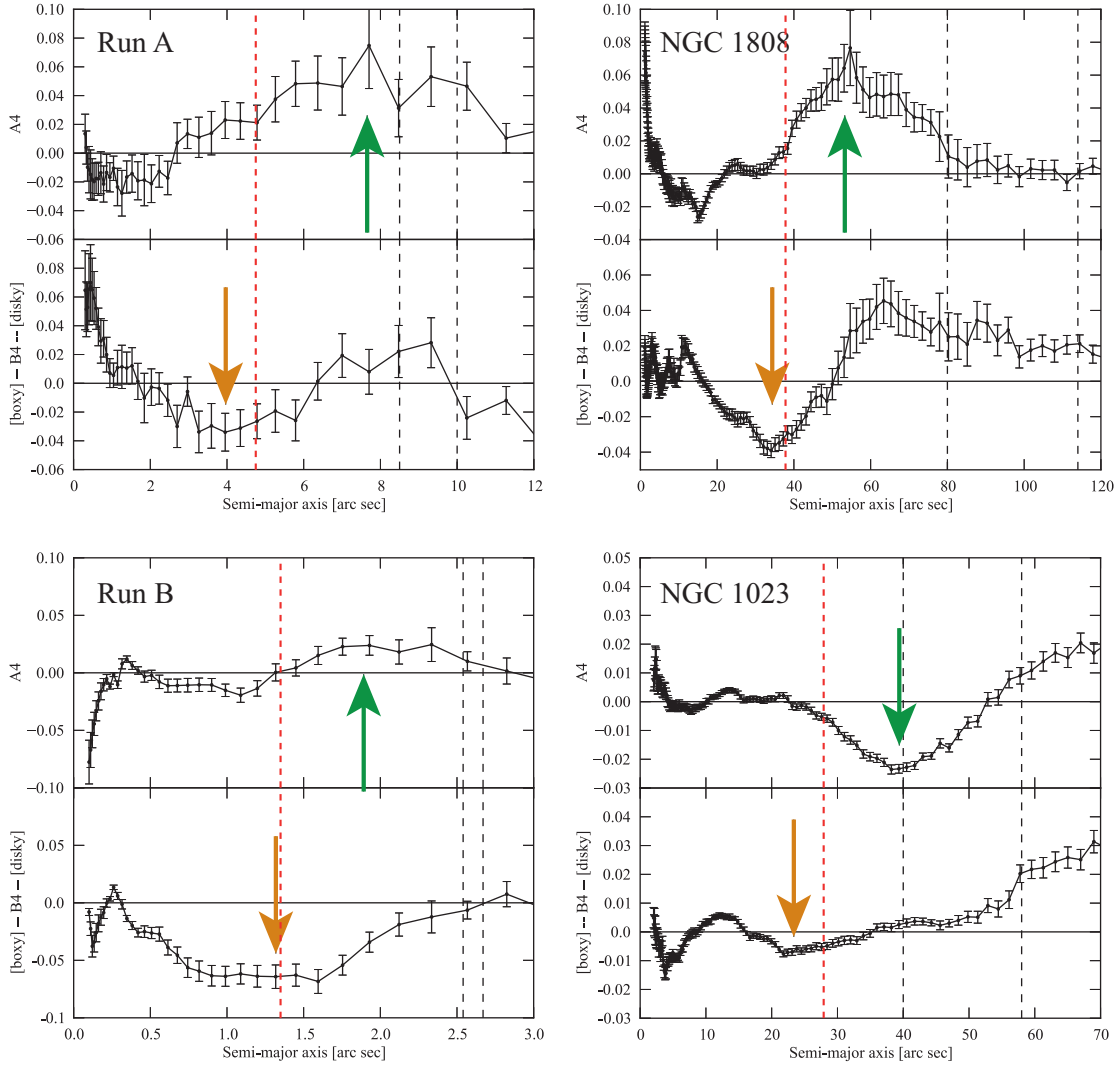 Run A
A4
0.10
0.08
0.06
0.04
0.02
0.00
−0.02
−0.04
−0.06
[boxy] -- B4 -- [disky]
0.08
0.06
0.04
0.02
0.00
-0.02
-0.04
-0.06
0 2 4 6 8 10 12
Semi-major axis [arc sec]
NGC 1808
A4
0.10
0.08
0.06
0.04
0.02
0.00
−0.02
−0.04
[boxy] -- B4 -- [disky]
0.06
0.04
0.02
0.00
-0.02
-0.04
0 20 40 60 80 100 120
Semi-major axis [arc sec]
Run B
A4
0.10
0.05
0.00
−0.05
−0.10
[boxy] -- B4 -- [disky]
0.05
0.0
-0.05
-0.1
0.0 0.5 1.0 1.5 2.0 2.5 3.0
Semi-major axis [arc sec]
NGC 1023
A4
0.05
0.04
0.03
0.02
0.01
0.00
−0.01
−0.02
−0.03
[boxy] -- B4 -- [disky]
0.04
0.03
0.02
0.01
0.00
-0.01
-0.02
-0.03
0 10 20 30 40 50 60 70
Semi-major axis [arc sec]